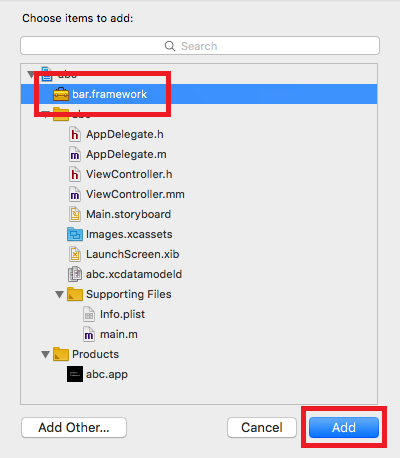 Choose items to add:
Search
abc
bar.framework
abc
AppDelegate.h
AppDelegate.m
ViewController.h
ViewController.mm
Main.storyboard
Images.xcassets
LaunchScreen.xib
abc.xcdatamodeld
Supporting Files
Info.plist
main.m
Products
abc.app
Add Other...
Cancel
Add